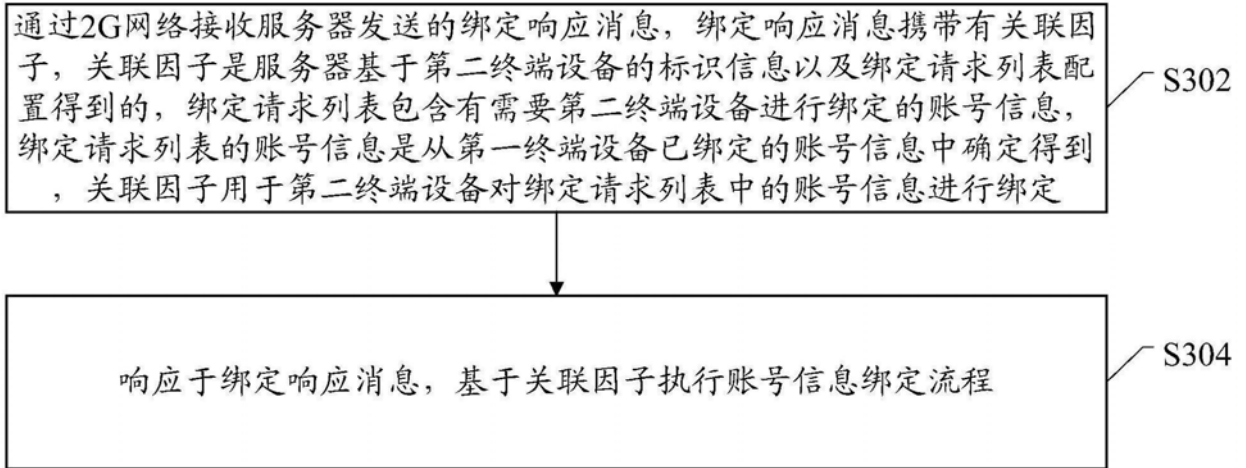 通过2G网络接收服务器发送的绑定响应消息，绑定响应消息携带有关联因
子，关联因子是服务器基于第二终端设备的标识信息以及绑定请求列表配
置得到的，绑定请求列表包含有需要第二终端设备进行绑定的账号信息，
绑定请求列表的账号信息是从第一终端设备已绑定的账号信息中确定得到
，关联因子用于第二终端设备对绑定请求列表中的账号信息进行绑定
S302
响应于绑定响应消息，基于关联因子执行账号信息绑定流程
S304